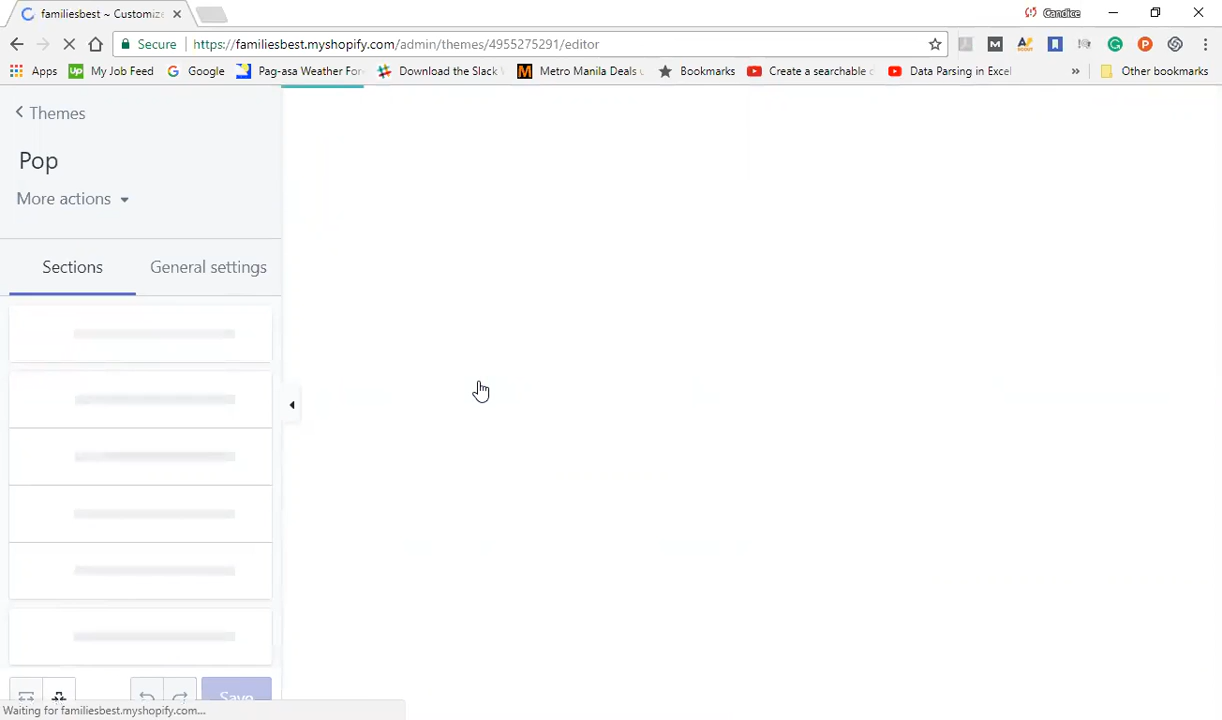 familiesbest ~ Customize
Candice
Secure
https://familiesbest.myshopify.com/admin/themes/4955275291/editor
Apps
My Job Feed
Google
Pag-asa Weather For
Download the Slack
Metro Manila Deals
Bookmarks
Create a searchable
Data Parsing in Excel
»
Other bookmarks
Themes
Pop
More actions
Sections
General settings
Save
Waiting for familiesbest.myshopify.com...